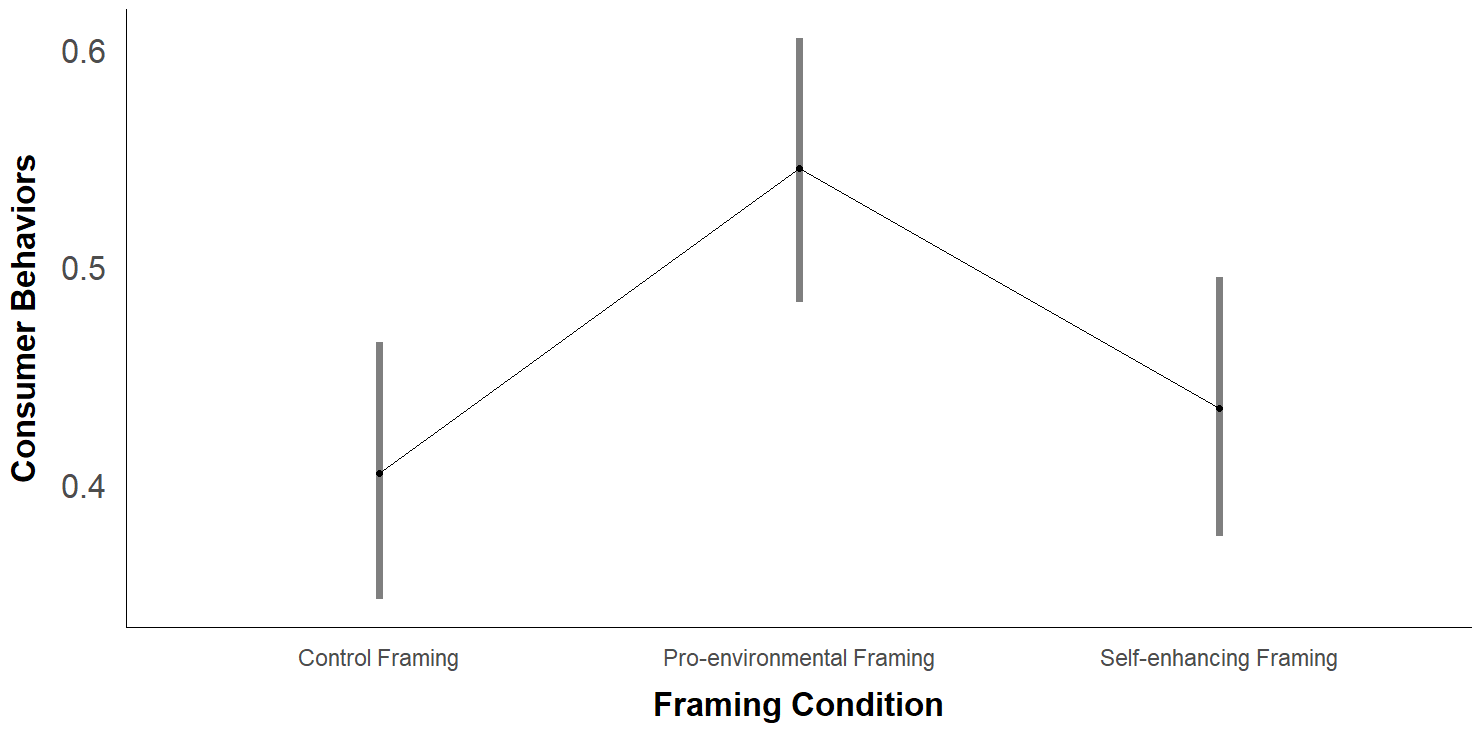 0.6
0.5
0.4
Consumer Behaviors
Control Framing
Pro-environmental Framing
Self-enhancing Framing
Framing Condition